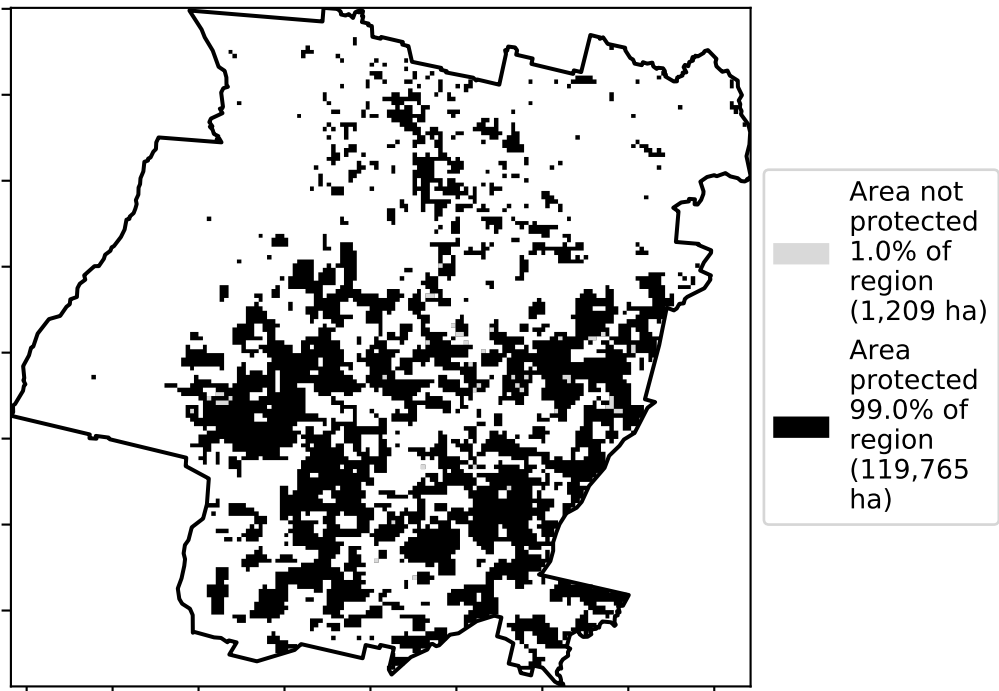 Area not
protected
1.0% of
region
(1,209 ha)
Area
protected
99.0% of
region
(119,765
ha)